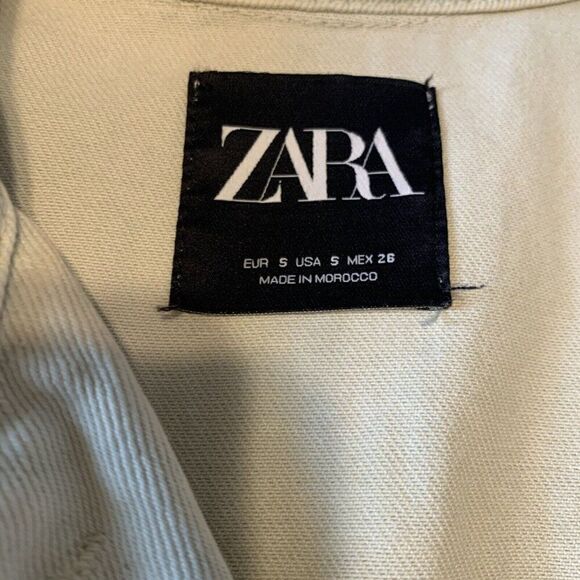 ZARA
EUR S USA S MEX 26
MADE IN MOROCCO